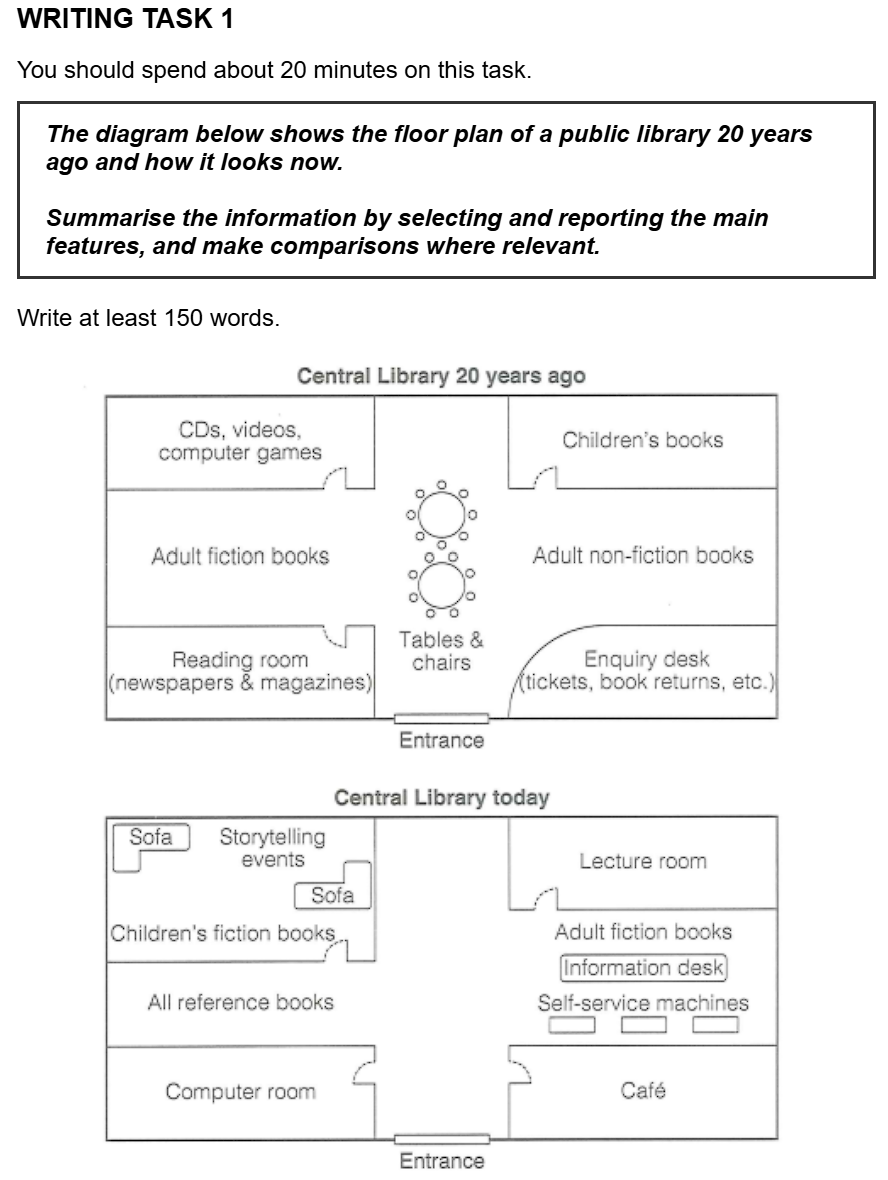 WRITING TASK 1
You should spend about 20 minutes on this task.
The diagram below shows the floor plan of a public library 20 years
ago and how it looks now.
Summarise the information by selecting and reporting the main
features, and make comparisons where relevant.
Write at least 150 words.
Central Library 20 years ago
CDs, videos,
computer games
Children's books
Adult fiction books
Adult non-fiction books
Tables &
chairs
Reading room
(newspapers & magazines)
Enquiry desk
(tickets, book returns, etc.)
Entrance
Central Library today
Sofa
Storytelling
events
Sofa
Children's fiction books
Lecture room
Adult fiction books
Information desk
Self-service machines
All reference books
Computer room
Café
Entrance